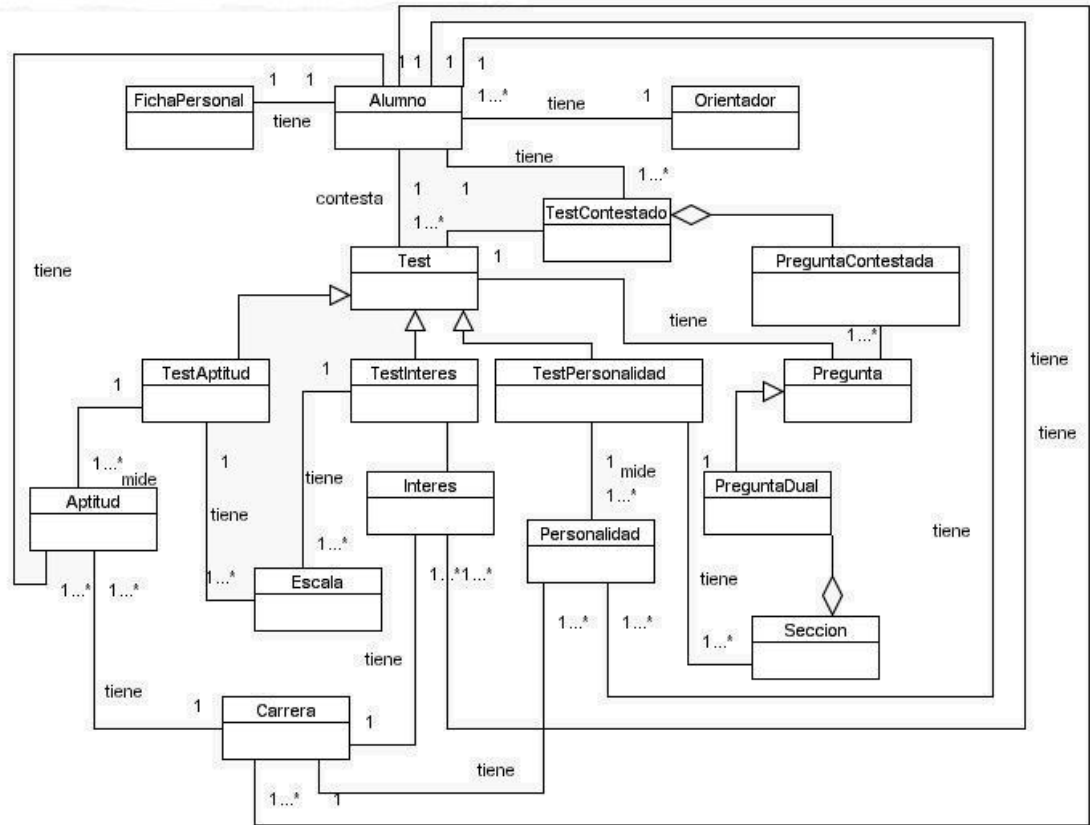 1 1 1 1
1 1 1
FichaPersonal
Alumno
1...*
tiene
1
Orientador
tiene
tiene
1...*
contesta
1 1
1...*
TestContestado
tiene
Test
1
PreguntaContestada
tiene
1...*
tiene
TestAptitud
1
TestInteres
TestPersonalidad
Pregunta
1
tiene
1...*
mide
1
tiene
1
mide
1...*
1
PreguntaDual
Aptitud
Interes
Personalidad
tiene
tiene
1...*
1...*
1...*
1...*
Escala
1...*
1...*
tiene
1...*
1...*
1...*
Seccion
tiene
tiene
1
Carrera
1
tiene
1...*
1